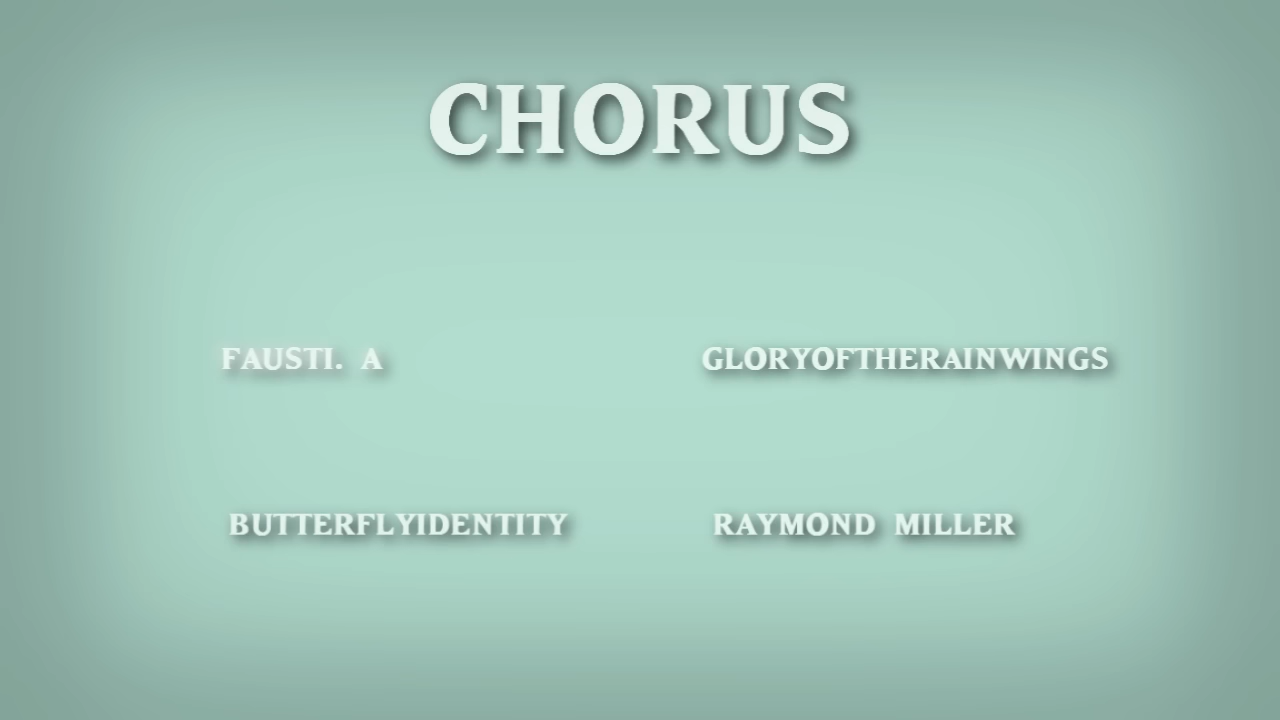 CHORUS
FAUSTI. A
GLORYOFTHERAINWINGS
BUTTERFLYIDENTITY
RAYMOND MILLER